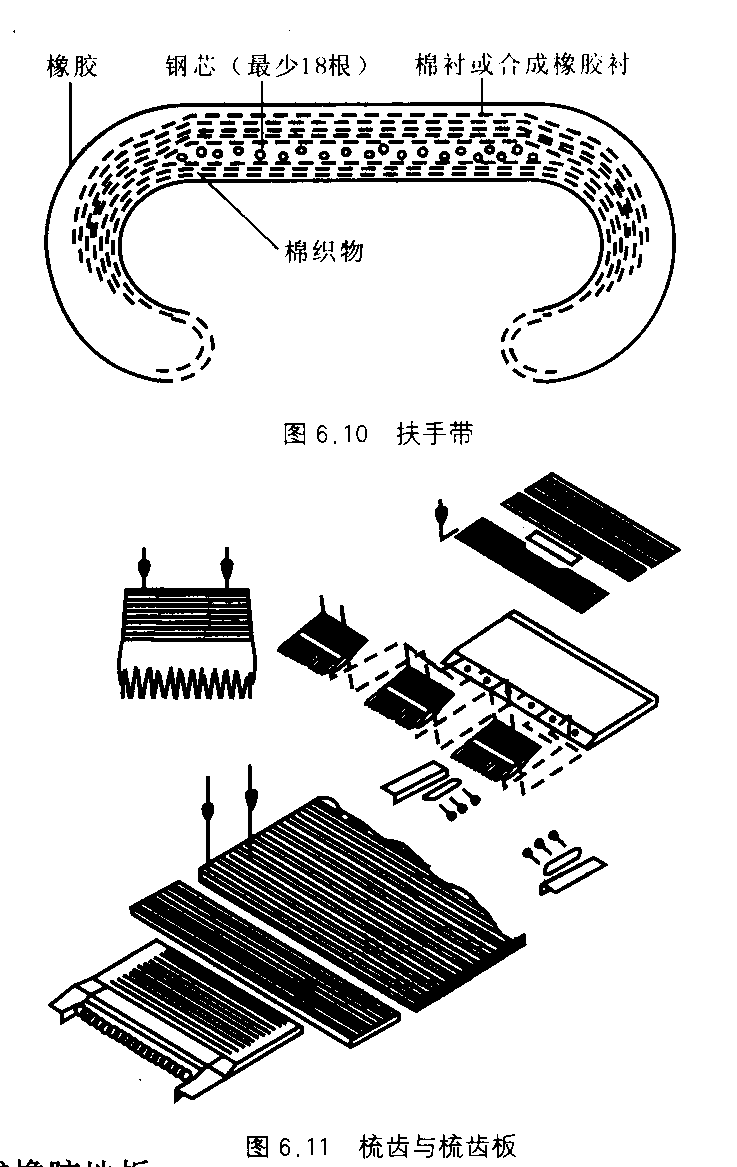 橡胶 钢芯（最少18根） 棉衬或合成橡胶衬
棉织物
图 6.10 扶手带
图 6.11 梳齿与梳齿板